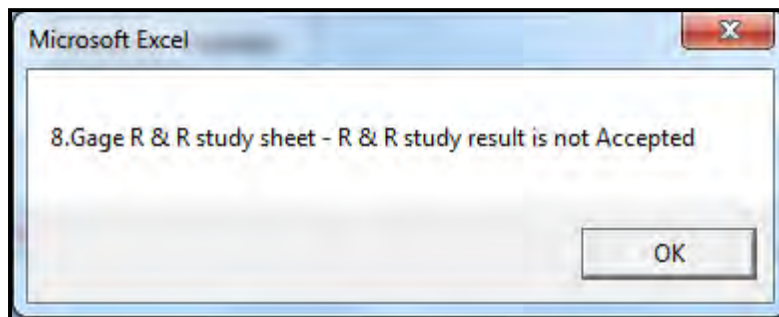 Microsoft Excel
8.Gage R & R study sheet - R & R study result is not Accepted
OK